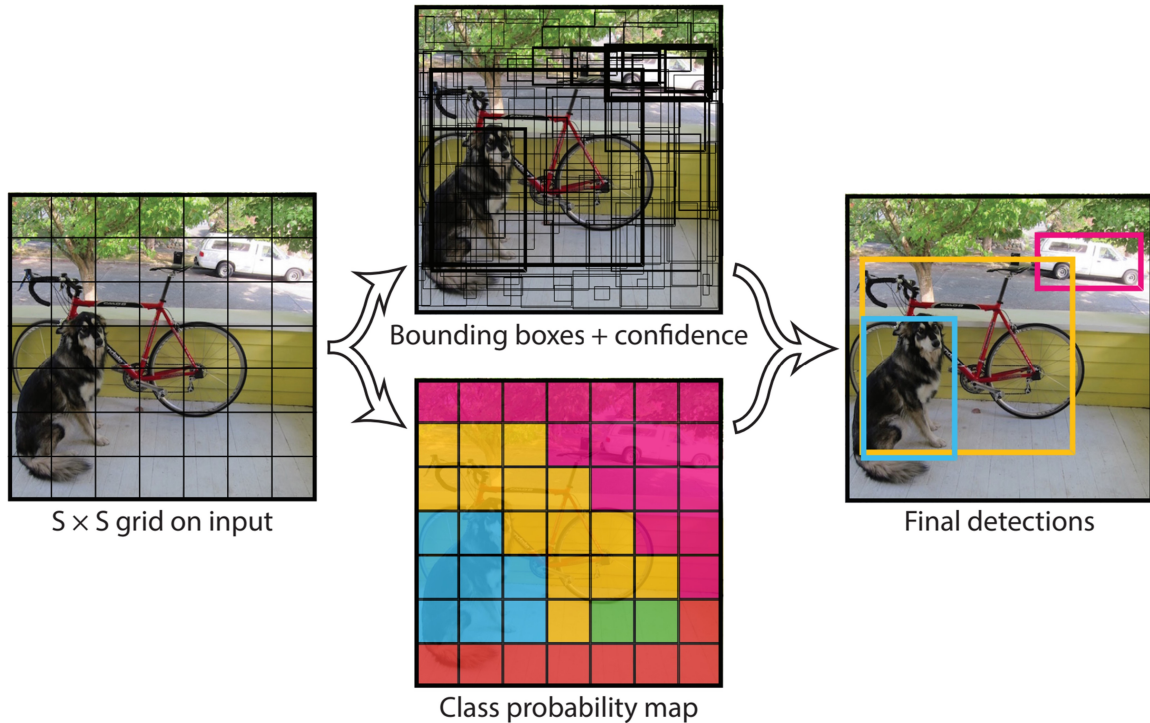 Bounding boxes + confidence
S × S grid on input
Final detections
Class probability map